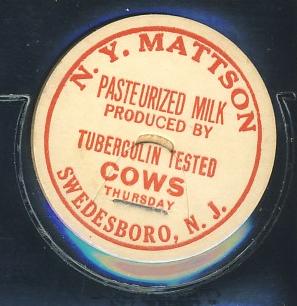 N. Y. MATTSON
PASTEURIZED MILK
PRODUCED BY
TUBERCULIN TESTED
COWS
THURSDAY
SWEDESBORO, N. J.